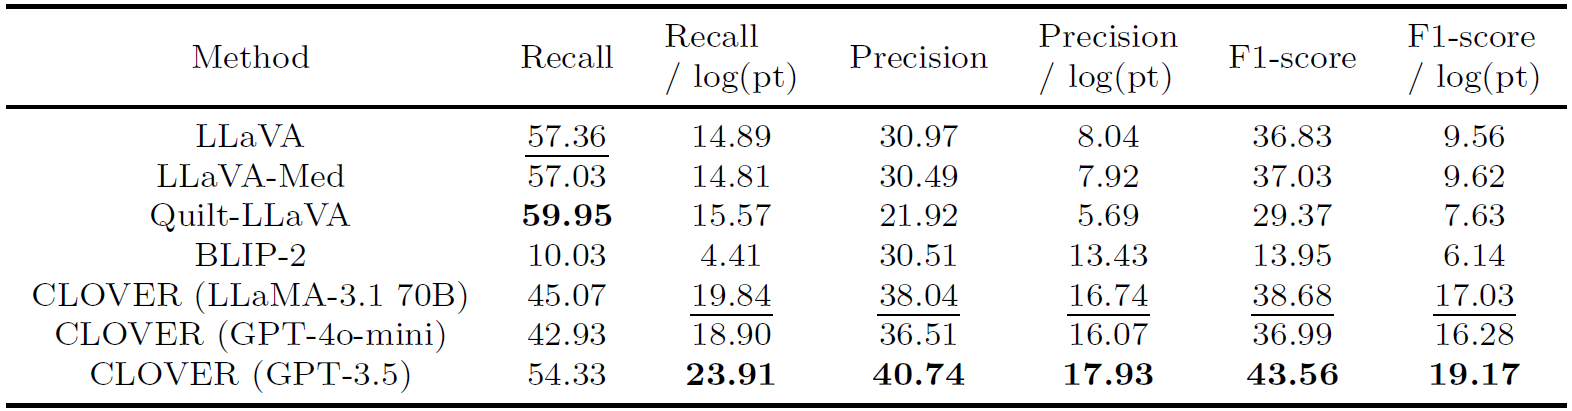 Method Recall Recall / log(pt) Precision Precision / log(pt) F1-score F1-score / log(pt)
LLaVA 57.36 14.89 30.97 8.04 36.83 9.56
LLaVA-Med 57.03 14.81 30.49 7.92 37.03 9.62
Quilt-LLaVA 59.95 15.57 21.92 5.69 29.37 7.63
BLIP-2 10.03 4.41 30.51 13.43 13.95 6.14
CLOVER (LLaMA-3.1 70B) 45.07 19.84 38.04 16.74 38.68 17.03
CLOVER (GPT-4o-mini) 42.93 18.90 36.51 16.07 36.99 16.28
CLOVER (GPT-3.5) 54.33 23.91 40.74 17.93 43.56 19.17